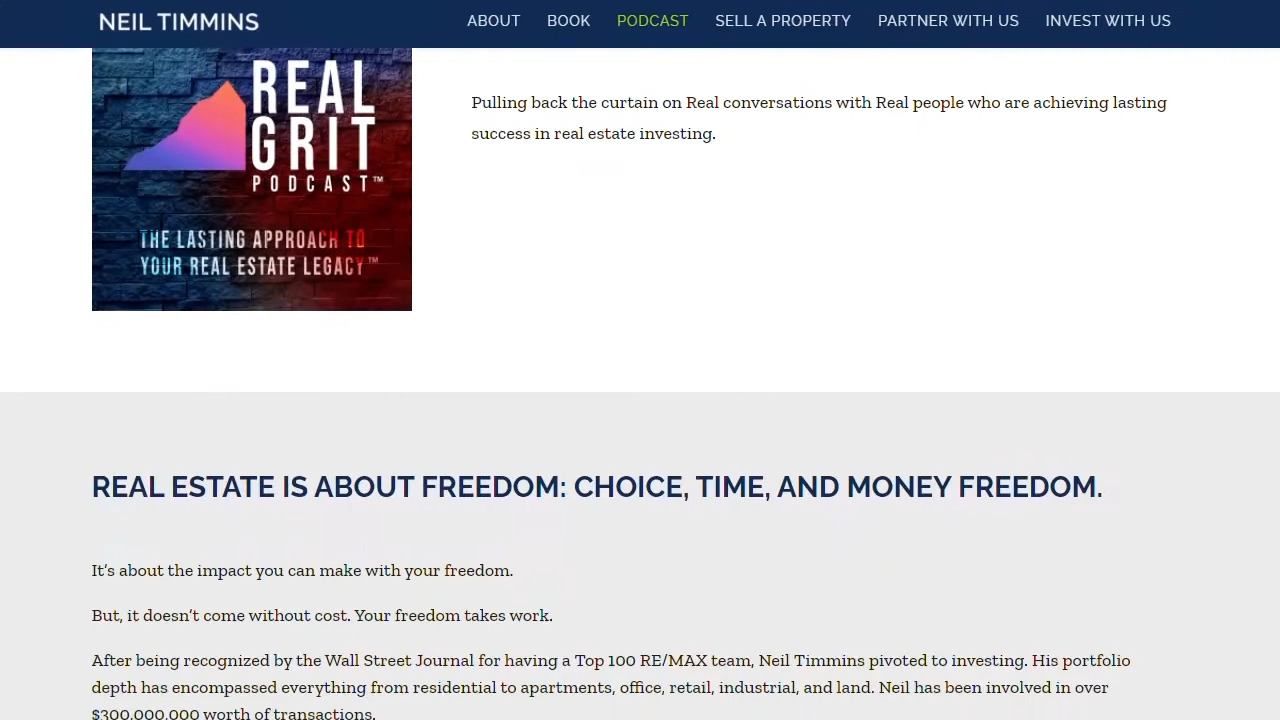 NEIL TIMMINS
ABOUT BOOK PODCAST SELL A PROPERTY PARTNER WITH US INVEST WITH US
REAL
GRIT
PODCAST™
THE LASTING APPROACH TO
YOUR REAL ESTATE LEGACY™
Pulling back the curtain on Real conversations with Real people who are achieving lasting
success in real estate investing.
REAL ESTATE IS ABOUT FREEDOM: CHOICE, TIME, AND MONEY FREEDOM.
It’s about the impact you can make with your freedom.
But, it doesn’t come without cost. Your freedom takes work.
After being recognized by the Wall Street Journal for having a Top 100 RE/MAX team, Neil Timmins pivoted to investing. His portfolio
depth has encompassed everything from residential to apartments, office, retail, industrial, and land. Neil has been involved in over
$300,000,000 worth of transactions.